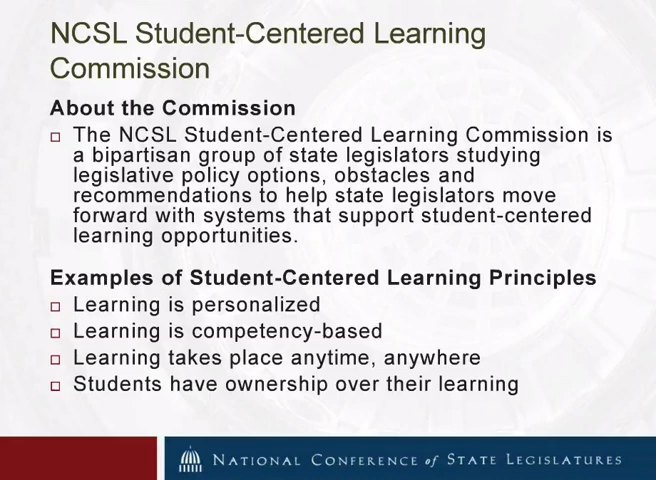 NCSL Student-Centered Learning
Commission
About the Commission
The NCSL Student-Centered Learning Commission is
a bipartisan group of state legislators studying
legislative policy options, obstacles and
recommendations to help state legislators move
forward with systems that support student-centered
learning opportunities.
Examples of Student-Centered Learning Principles
Learning is personalized
Learning is competency-based
Learning takes place anytime, anywhere
Students have ownership over their learning
NATIONAL CONFERENCE of STATE LEGISLATURES